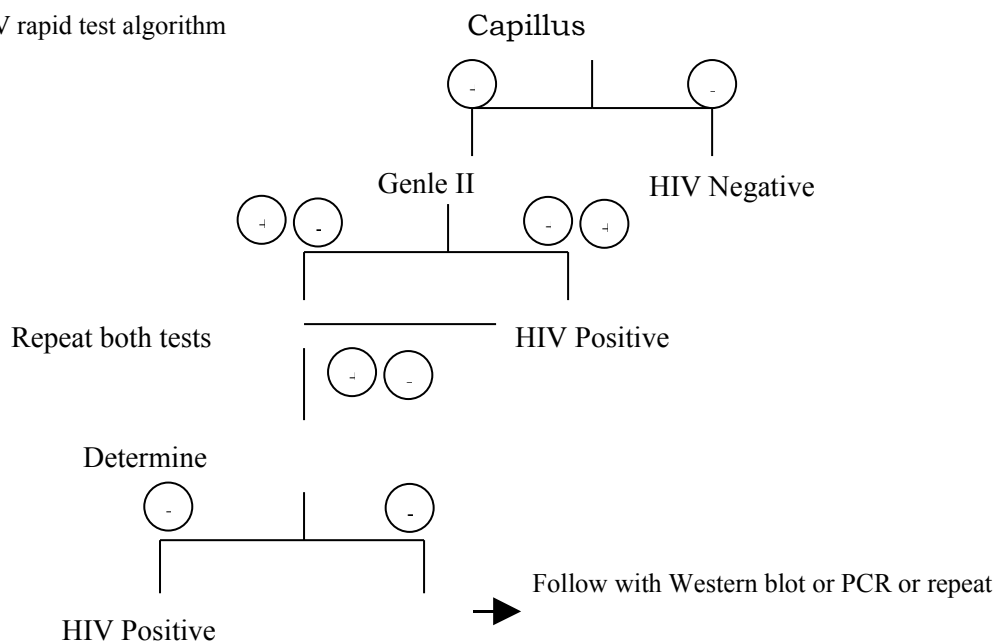 V rapid test algorithm
Capillus
- -
Genle II
HIV Negative
- -
Repeat both tests
HIV Positive
-
Determine
- -
Follow with Western blot or PCR or repeat
HIV Positive